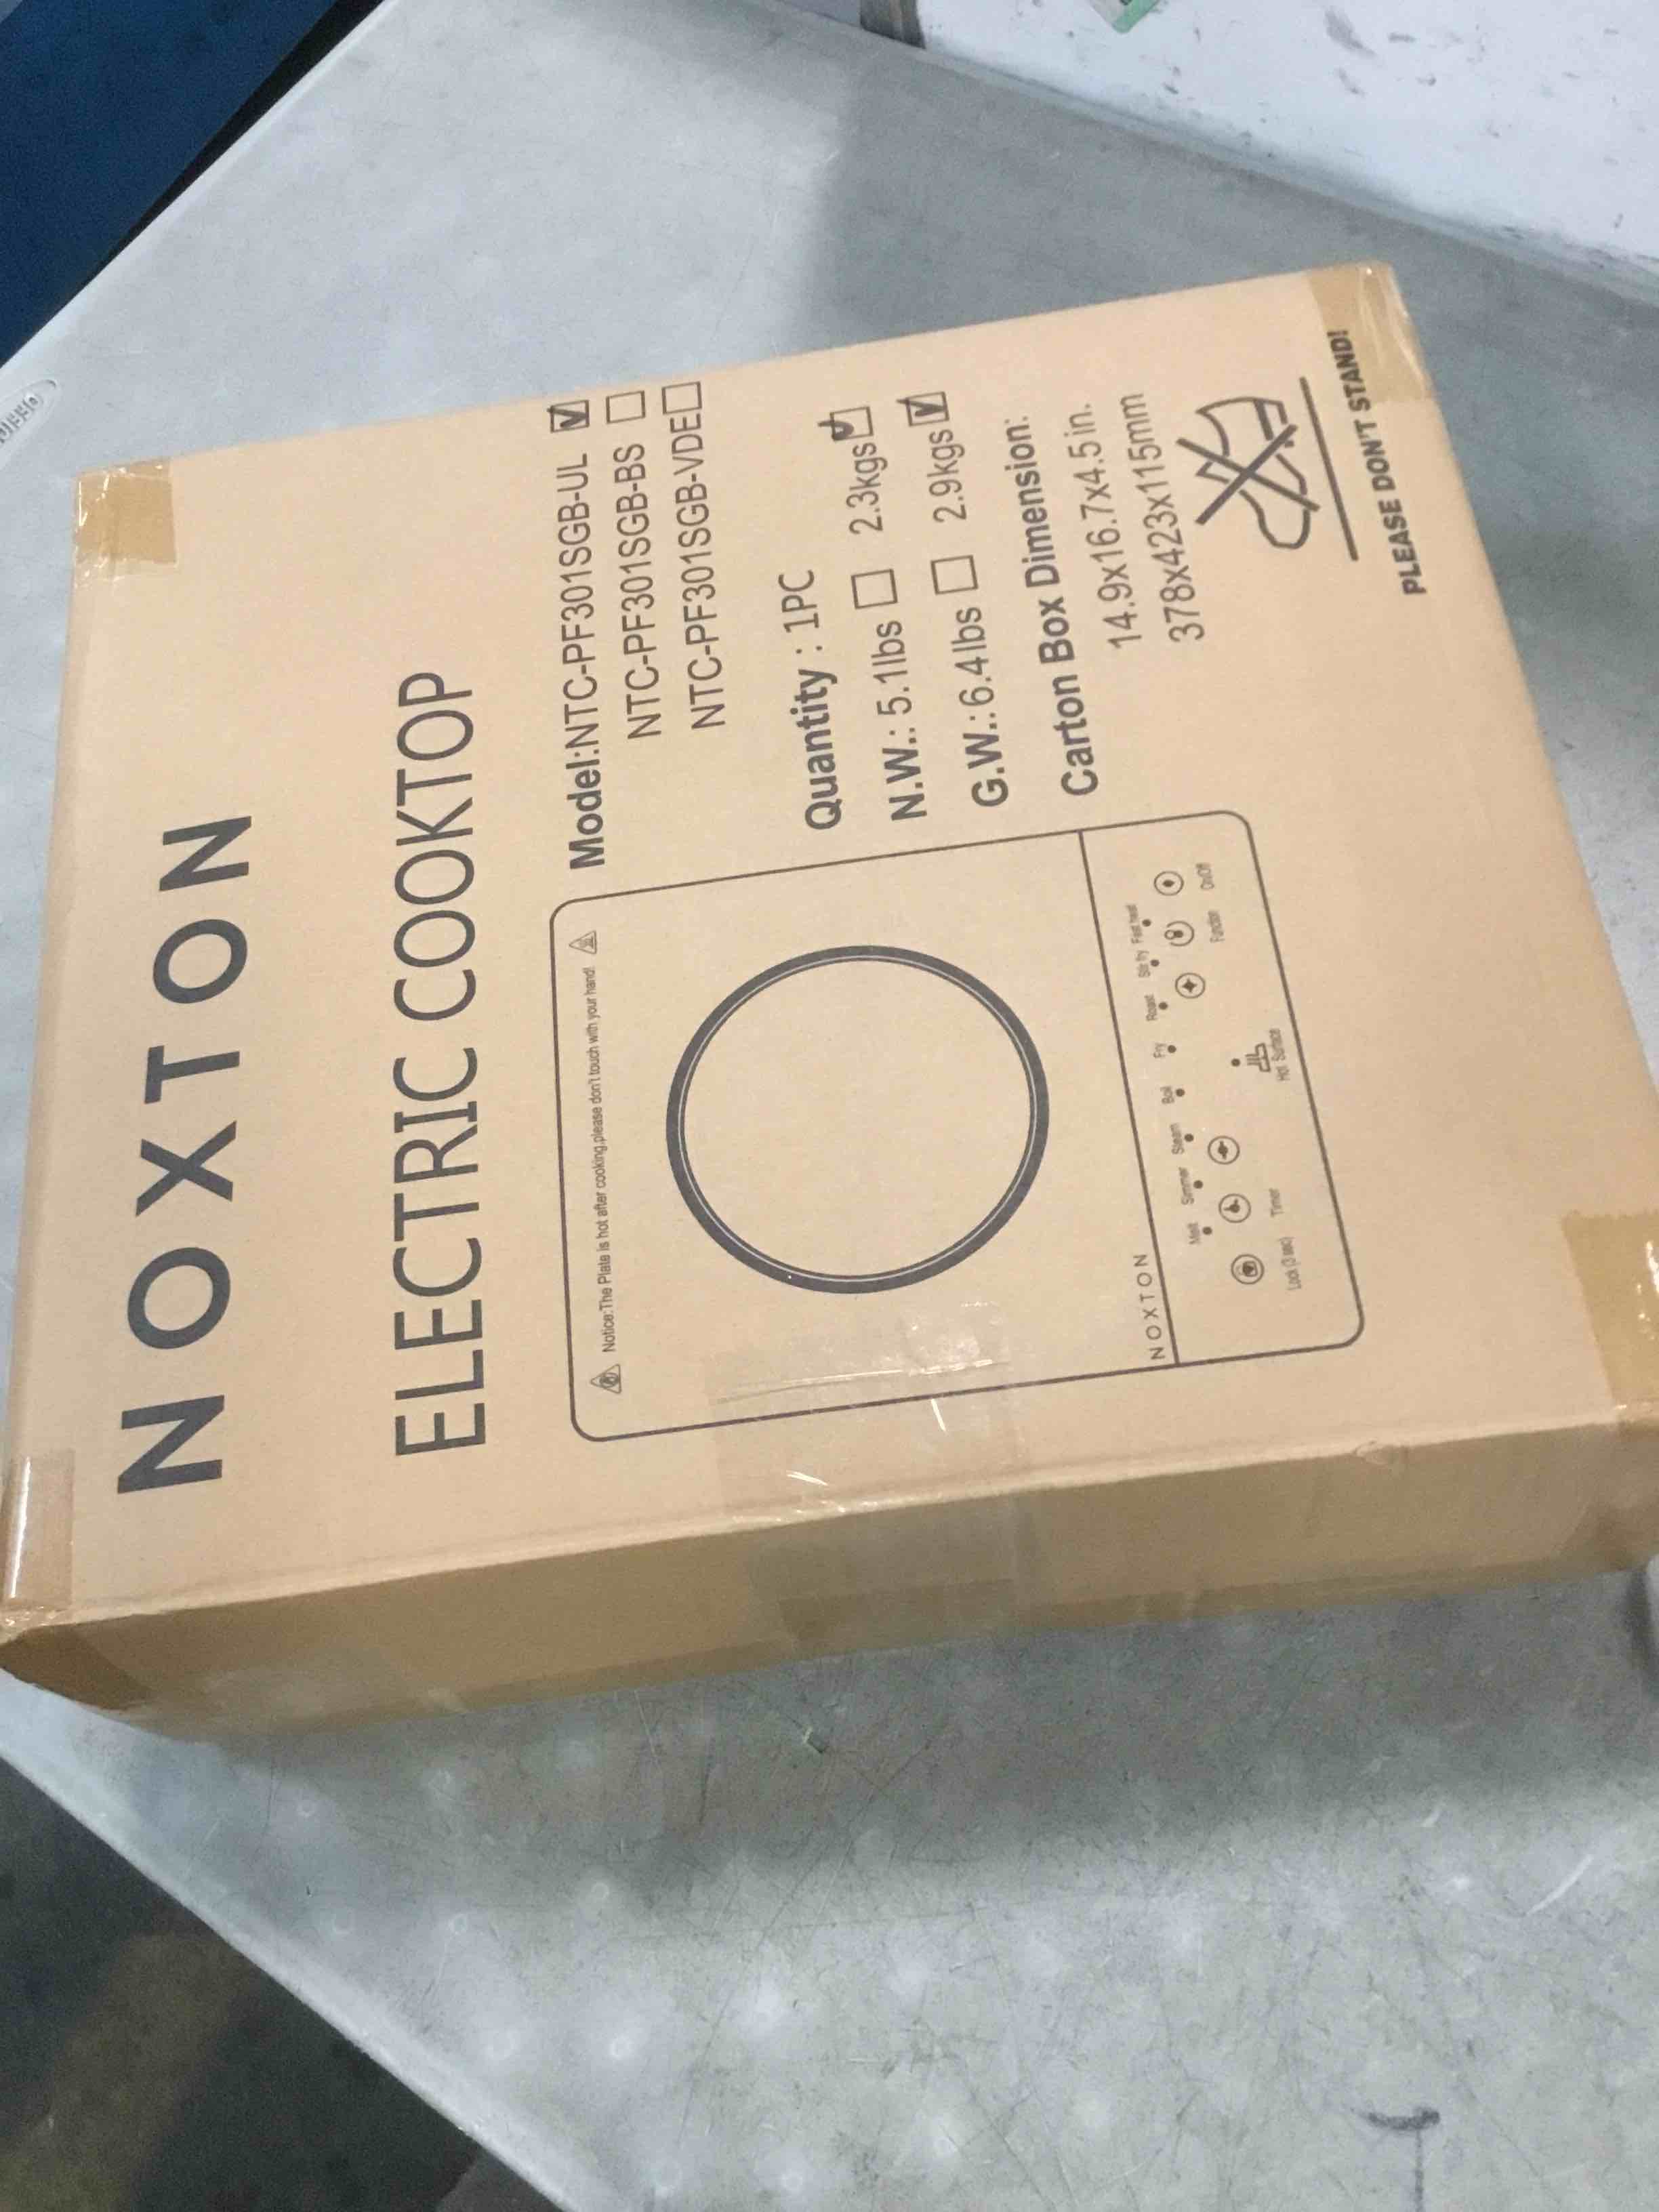 NOXTON
ELECTRIC COOKTOP
Notice:The Plate is hot after cooking,please don't touch with your hand!
NOXTON
Melt Simmer Steam Boil Fry Roast Stir fry Fast heat
Lock (3 sec) Timer Hot Surface Function On/Off
Model:NTC-PF301SGB-UL
NTC-PF301SGB-BS
NTC-PF301SGB-VDE
Quantity : 1PC
N.W.: 5.1lbs 2.3kgs
G.W.:6.4lbs 2.9kgs
Carton Box Dimension:
14.9x16.7x4.5in.
378x423x115mm
PLEASE DON'T STAND!